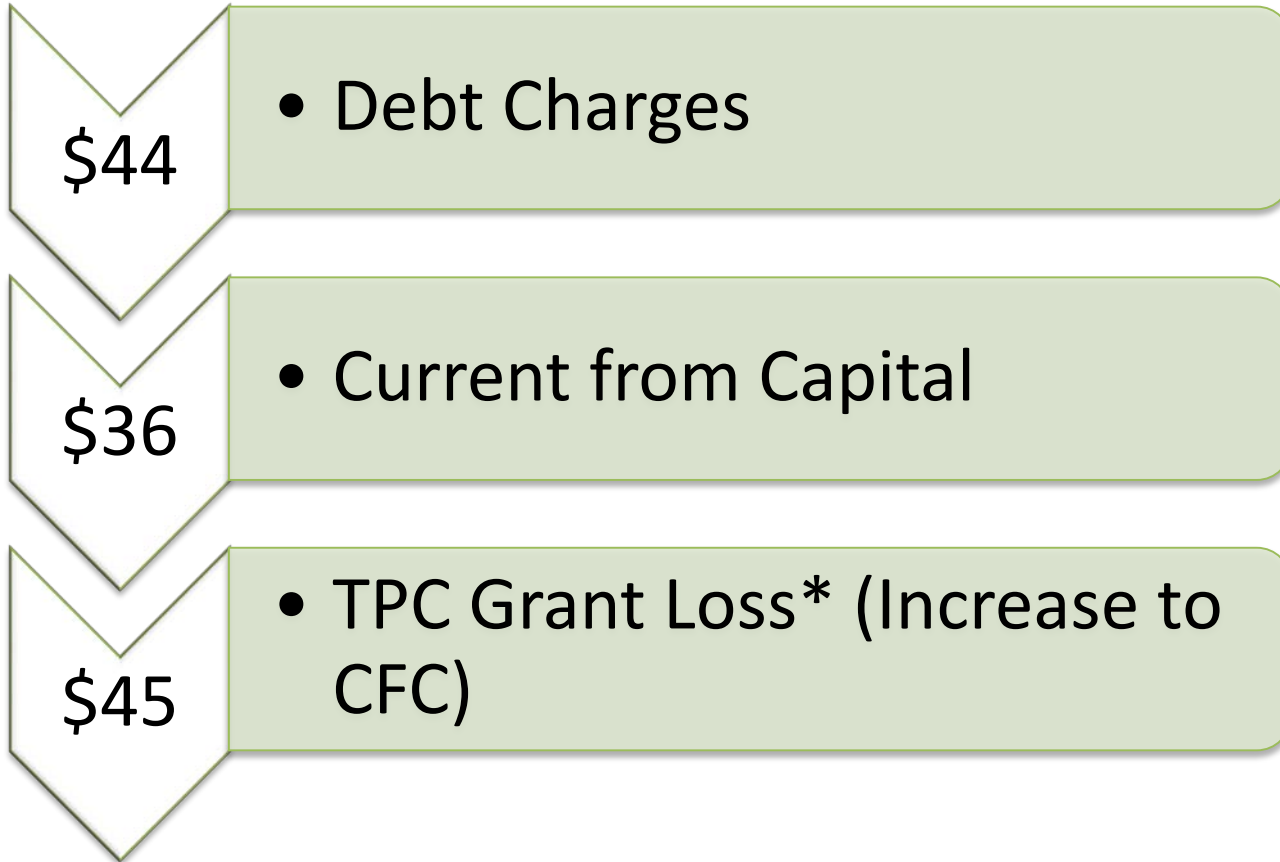 $44
• Debt Charges
$36
• Current from Capital
$45
• TPC Grant Loss* (Increase to
CFC)